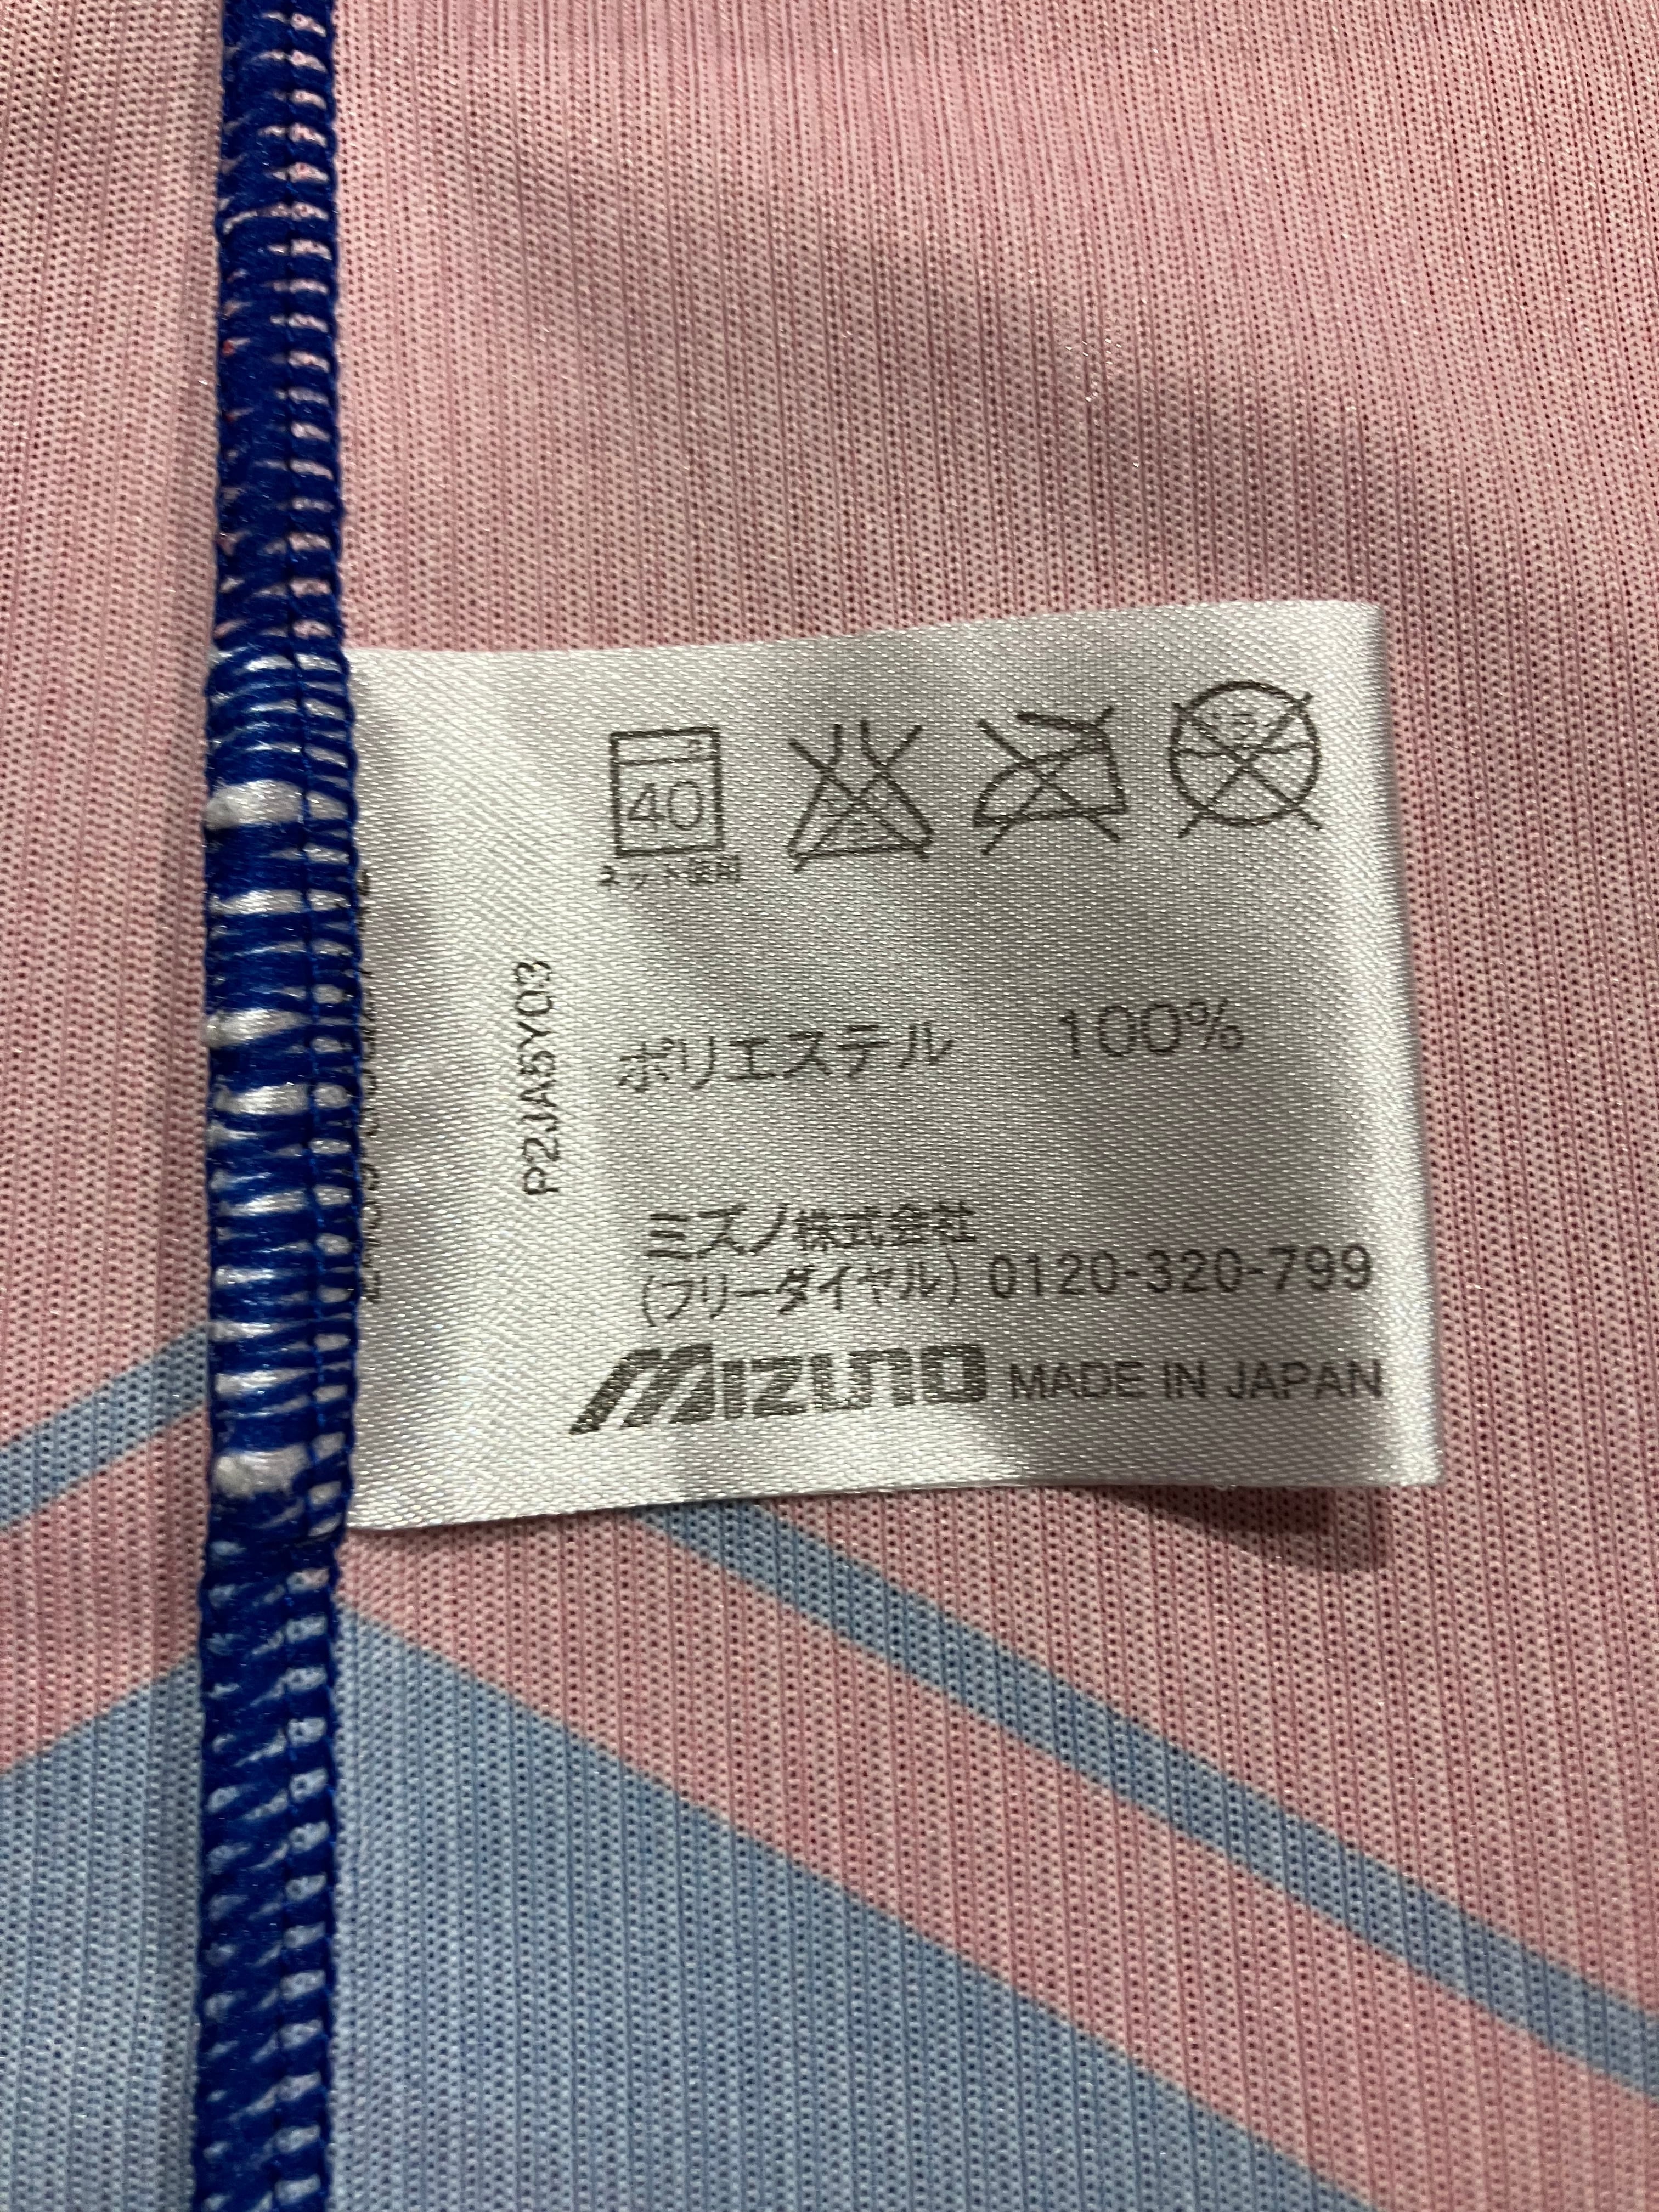 40
ネット使用
P2JA5Y03
ポリエステル 100%
ミズノ株式会社
(フリーダイヤル) 0120-320-799
MIZUNO MADE IN JAPAN